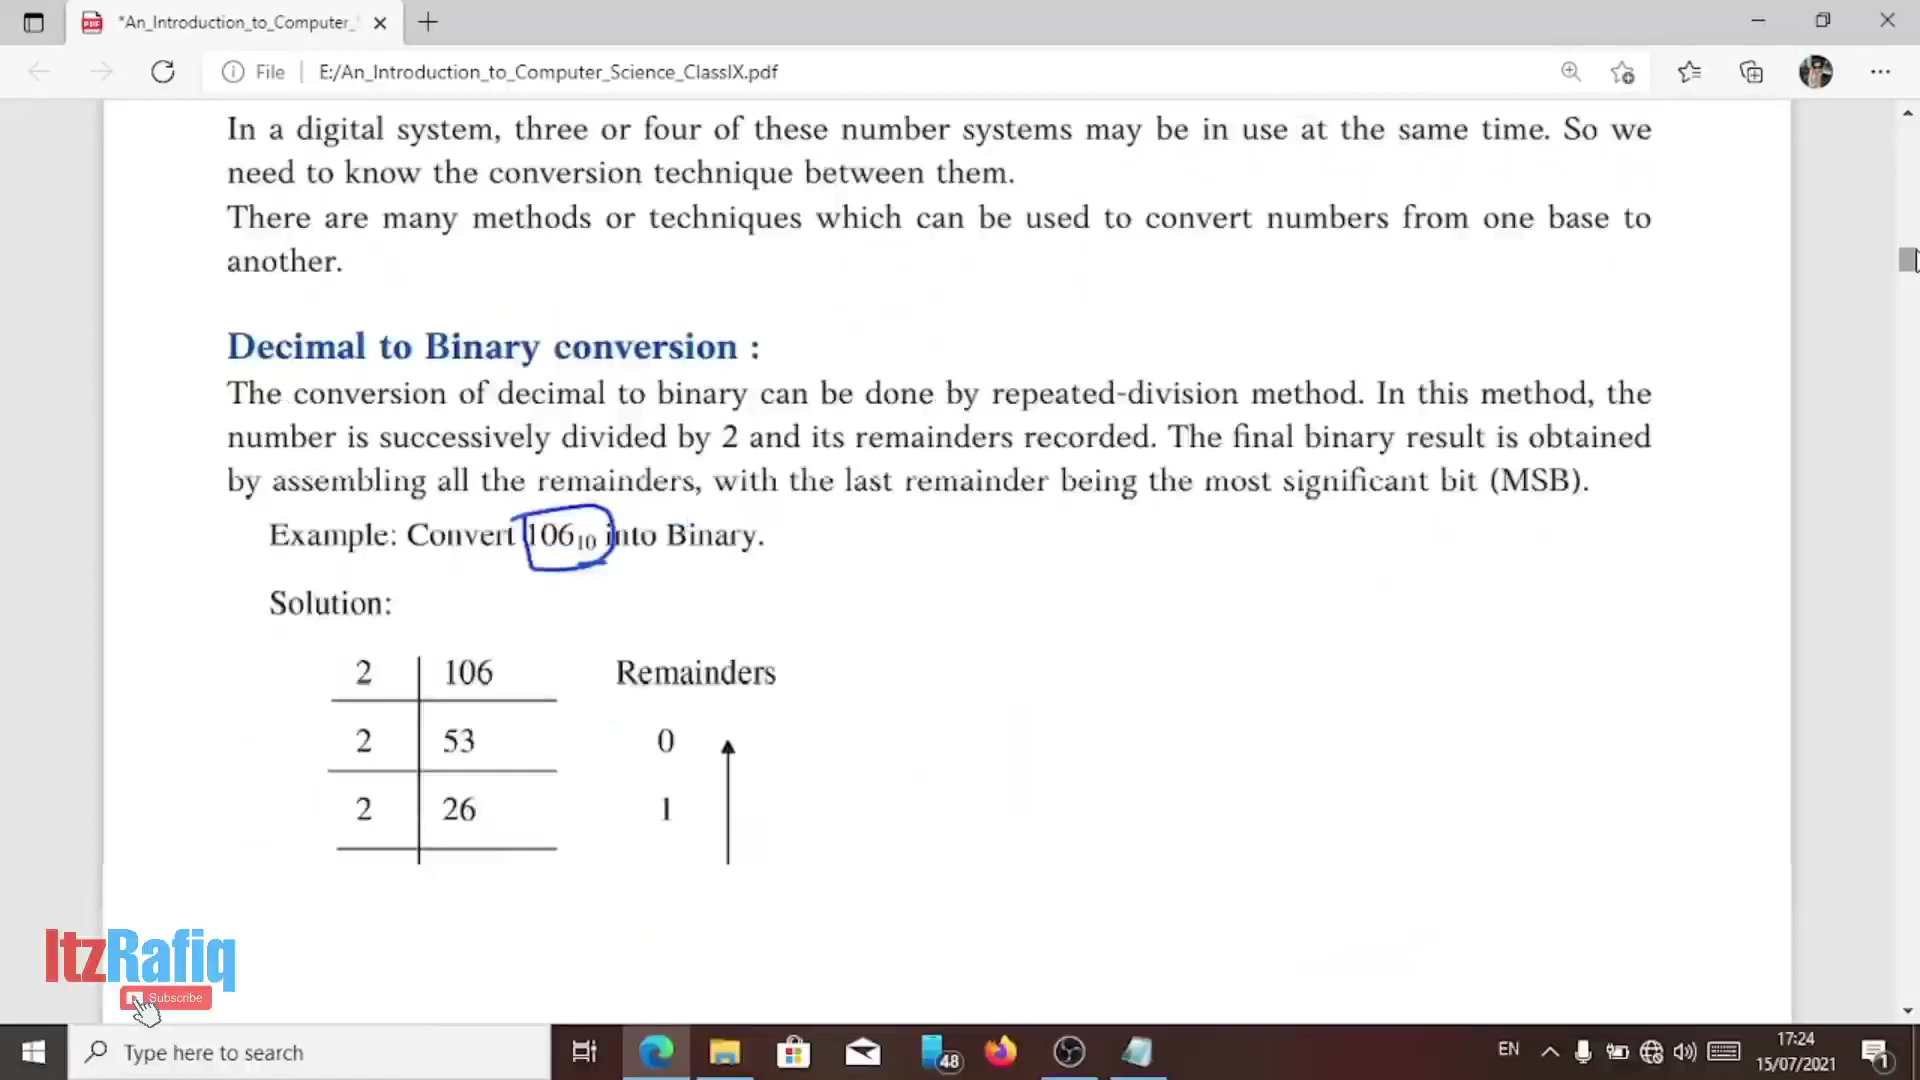 *An_Introduction_to_Computer_
File
E:/An_Introduction_to_Computer_Science_ClassIX.pdf
In a digital system, three or four of these number systems may be in use at the same time. So we
need to know the conversion technique between them.
There are many methods or techniques which can be used to convert numbers from one base to
another.
Decimal to Binary conversion :
The conversion of decimal to binary can be done by repeated-division method. In this method, the
number is successively divided by 2 and its remainders recorded. The final binary result is obtained
by assembling all the remainders, with the last remainder being the most significant bit (MSB).
Example: Convert 106₁₀ into Binary.
Solution:
2 106 Remainders
2 53 0
2 26 1
ItzRafiq
Subscribe
Type here to search
48
EN
17:24
15/07/2021
1